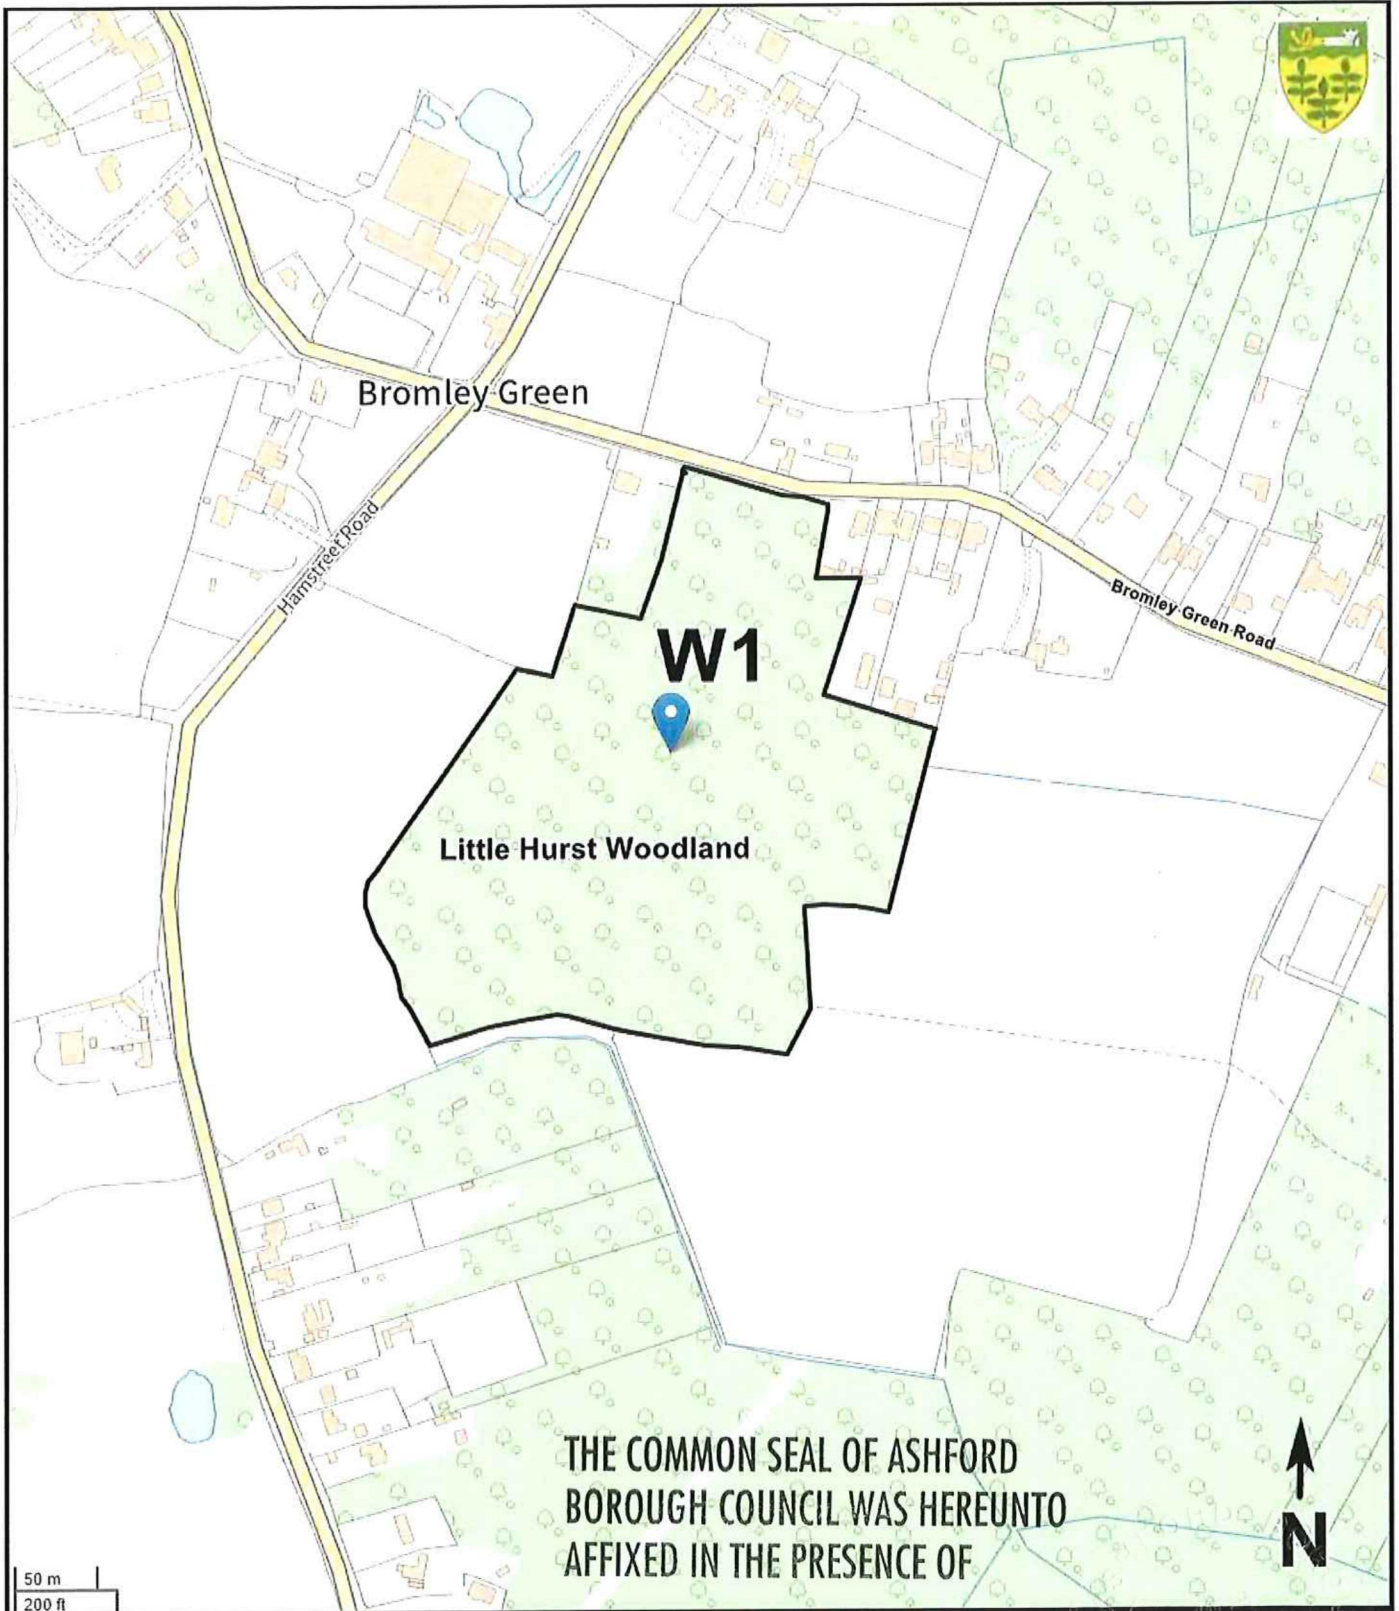 Bromley Green
Hamstreet Road
Bromley Green Road
W1
Little Hurst Woodland
THE COMMON SEAL OF ASHFORD
BOROUGH COUNCIL WAS HEREUNTO
AFFIXED IN THE PRESENCE OF
N
50 m
200 ft